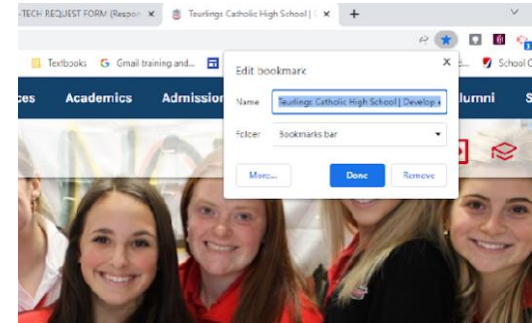 -TECH REQUEST FORM (Respon × Teurlings Catholic High School | × +
Textbooks Gmail training and... School
Edit bookmark ×
Academics Admission lumni
Name Teurlings Catholic High School | Develop
Folder Bookmarks bar
More... Done Remove